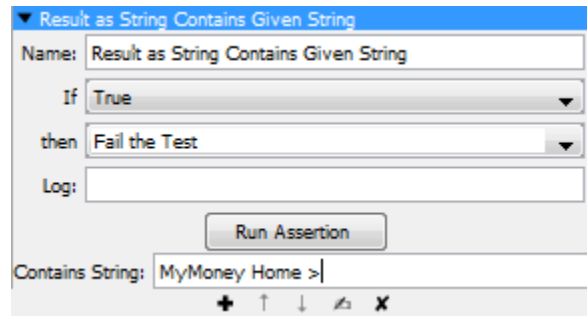 Result as String Contains Given String
Name: Result as String Contains Given String
If True
then Fail the Test
Log:
Run Assertion
Contains String: MyMoney Home >